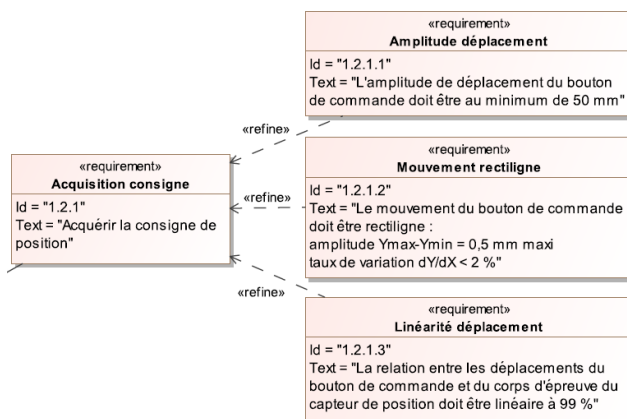 «requirement»
Amplitude déplacement
Id = "1.2.1.1"
Text = "L'amplitude de déplacement du bouton
de commande doit être au minimum de 50 mm"
«refine»
«requirement»
Acquisition consigne
Id = "1.2.1"
Text = "Acquérir la consigne de
position"
«refine»
«requirement»
Mouvement rectiligne
Id = "1.2.1.2"
Text = "Le mouvement du bouton de commande
doit être rectiligne :
amplitude Ymax-Ymin = 0,5 mm maxi
taux de variation dY/dX < 2 %"
«refine»
«requirement»
Linéarité déplacement
Id = "1.2.1.3"
Text = "La relation entre les déplacements du
bouton de commande et du corps d'épreuve du
capteur de position doit être linéaire à 99 %"